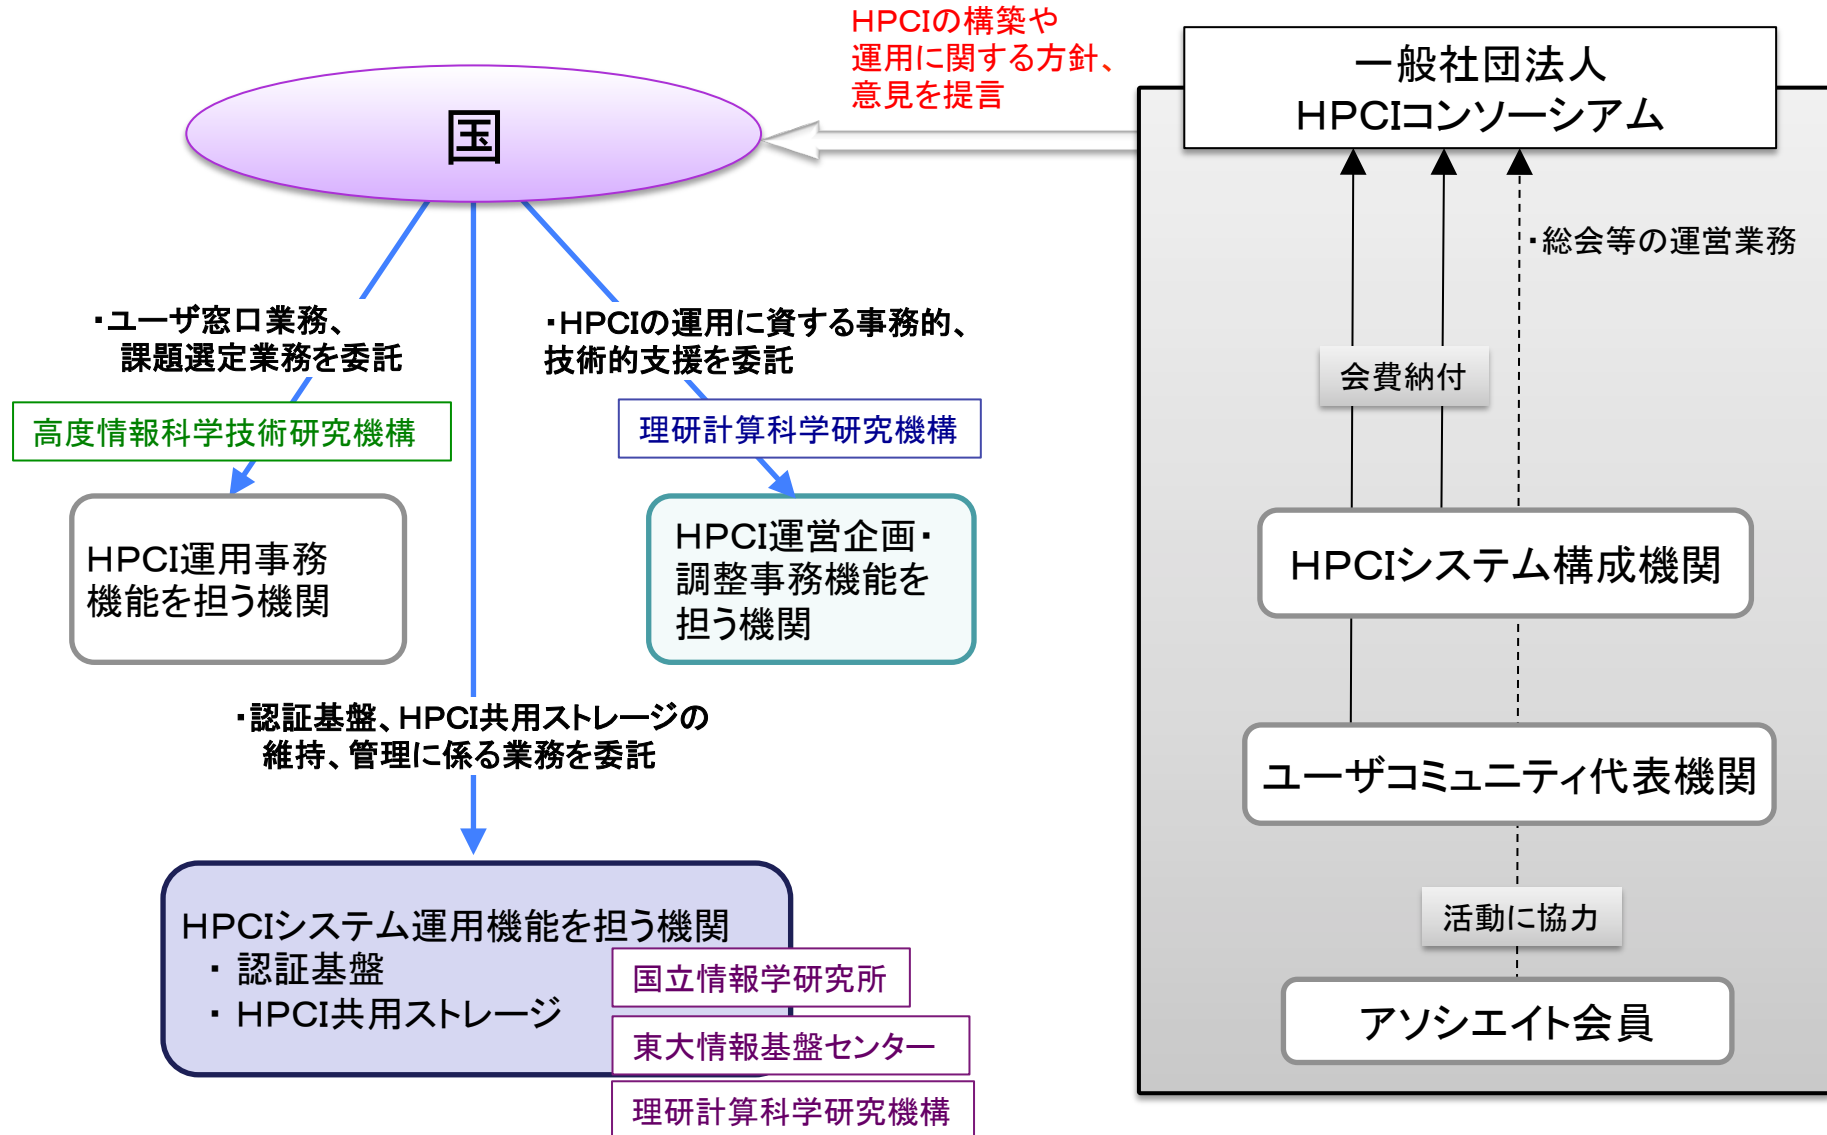 HPCIの構築や
運用に関する方針、
意見を提言
国
一般社団法人
HPCIコンソーシアム
・総会等の運営業務
・ユーザ窓口業務、
課題選定業務を委託
・HPCIの運用に資する事務的、
技術的支援を委託
会費納付
高度情報科学技術研究機構
理研計算科学研究機構
HPCI運用事務
機能を担う機関
HPCI運営企画・
調整事務機能を
担う機関
HPCIシステム構成機関
・認証基盤、HPCI共用ストレージの
維持、管理に係る業務を委託
ユーザコミュニティ代表機関
HPCIシステム運用機能を担う機関
・ 認証基盤
・ HPCI共用ストレージ
国立情報学研究所
東大情報基盤センター
理研計算科学研究機構
活動に協力
アソシエイト会員